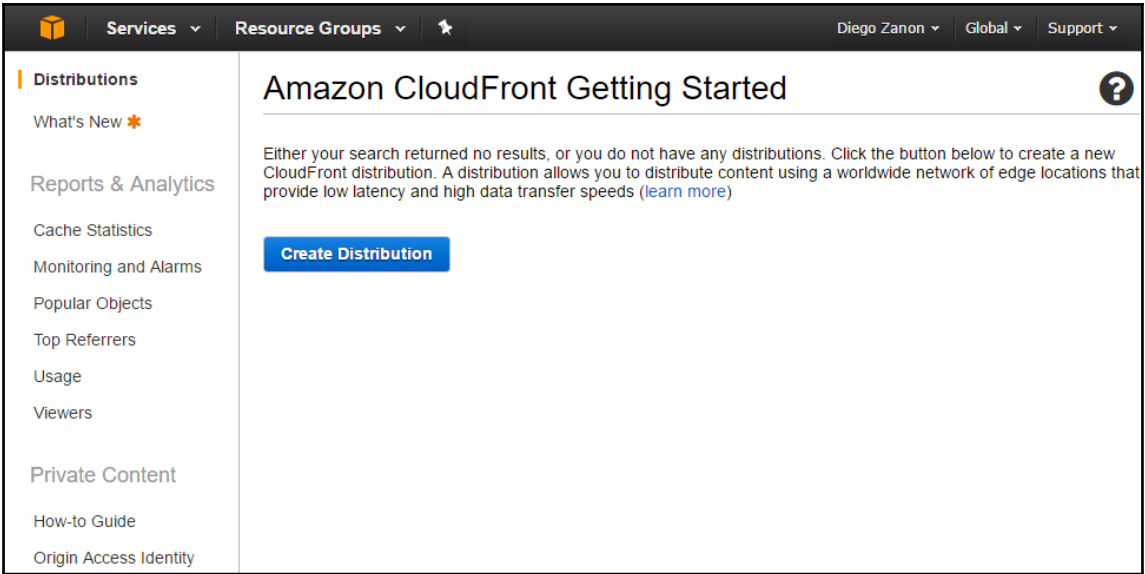 Services Resource Groups Diego Zanon Global Support
Distributions
What's New
Reports & Analytics
Cache Statistics
Monitoring and Alarms
Popular Objects
Top Referrers
Usage
Viewers
Private Content
How-to Guide
Origin Access Identity
Amazon CloudFront Getting Started
?
Either your search returned no results, or you do not have any distributions. Click the button below to create a new
CloudFront distribution. A distribution allows you to distribute content using a worldwide network of edge locations that
provide low latency and high data transfer speeds (learn more)
Create Distribution